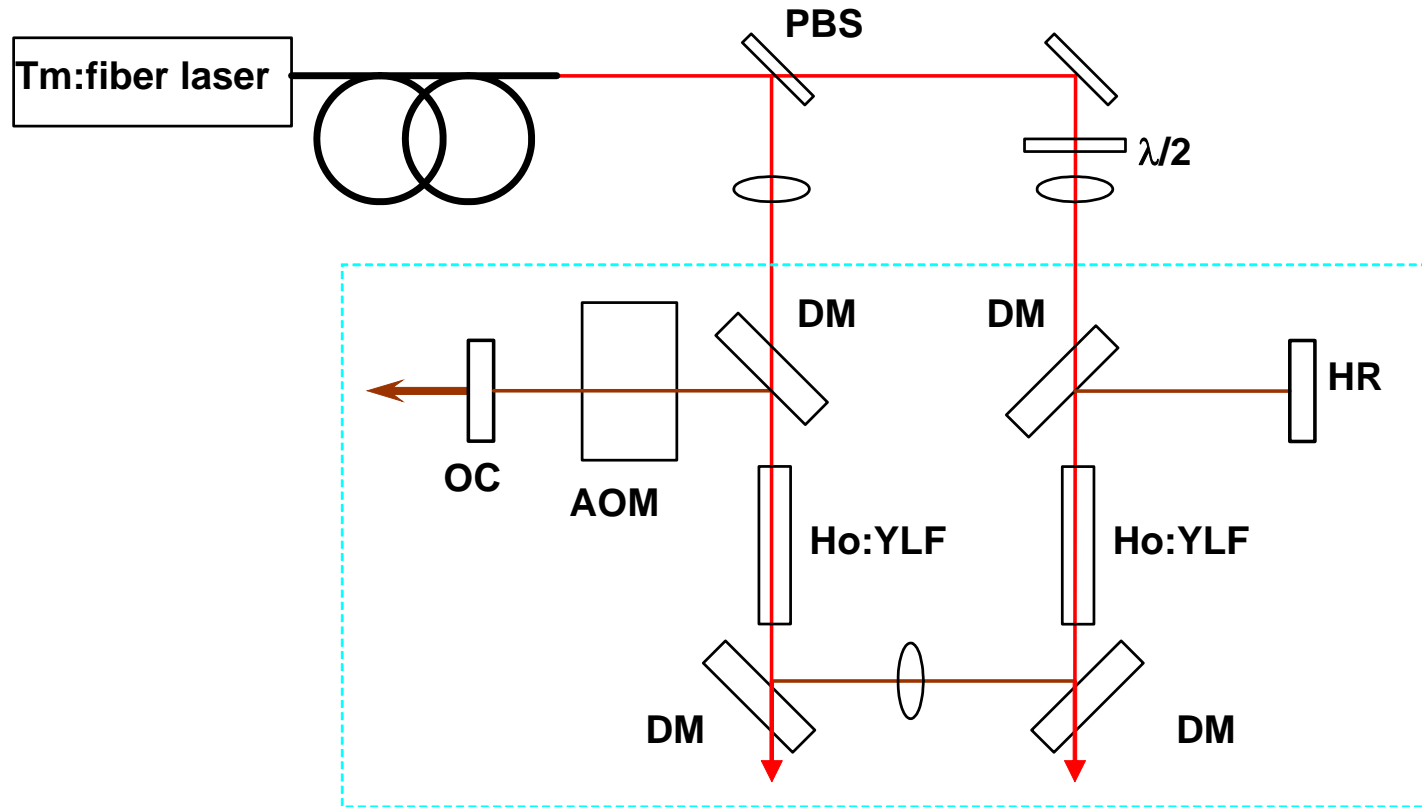 PBS
Tm:fiber laser
λ/2
DM
DM
HR
OC
AOM
Ho:YLF
Ho:YLF
DM
DM